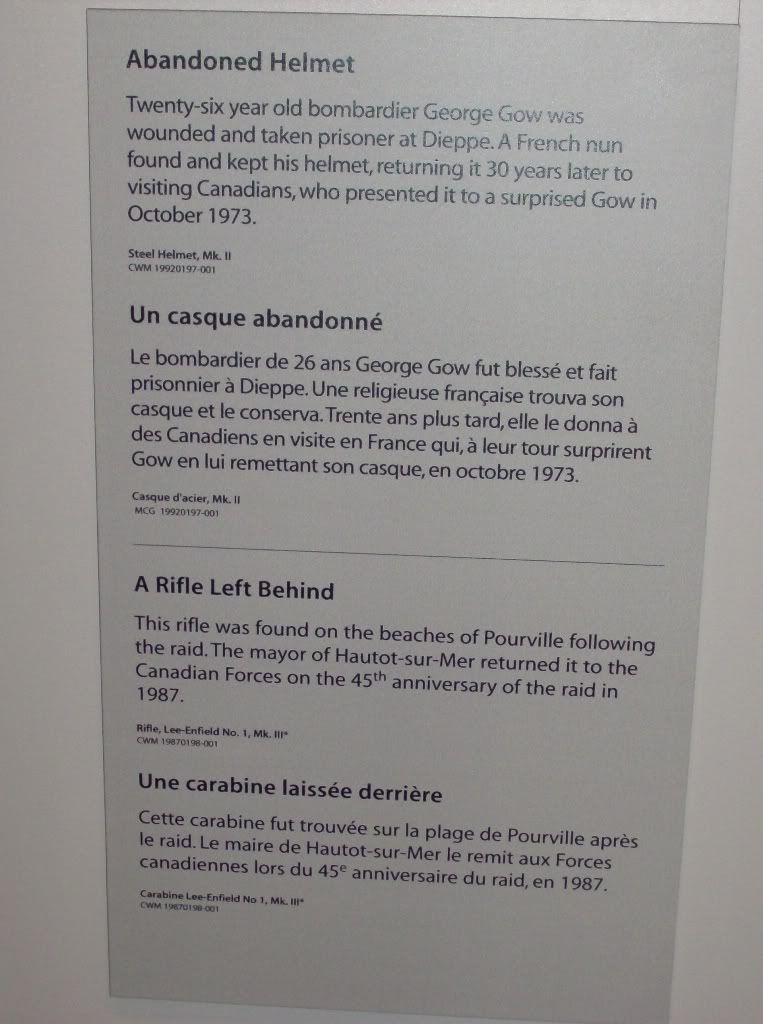 Abandoned Helmet
Twenty-six year old bombardier George Gow was
wounded and taken prisoner at Dieppe. A French nun
found and kept his helmet, returning it 30 years later to
visiting Canadians, who presented it to a surprised Gow in
October 1973.
Steel Helmet, Mk. II
CWM 19920197-001
Un casque abandonné
Le bombardier de 26 ans George Gow fut blessé et fait
prisonnier à Dieppe. Une religieuse française trouva son
casque et le conserva. Trente ans plus tard, elle le donna à
des Canadiens en visite en France qui, à leur tour surprirent
Gow en lui remettant son casque, en octobre 1973.
Casque d'acier, Mk. II
MCG 19920197-001
A Rifle Left Behind
This rifle was found on the beaches of Pourville following
the raid. The mayor of Hautot-sur-Mer returned it to the
Canadian Forces on the 45th anniversary of the raid in
1987.
Rifle, Lee-Enfield No. 1, Mk. III*
CWM 19870198-001
Une carabine laissée derrière
Cette carabine fut trouvée sur la plage de Pourville après
le raid. Le maire de Hautot-sur-Mer le remit aux Forces
canadiennes lors du 45e anniversaire du raid, en 1987.
Carabine Lee-Enfield No 1, Mk. III*
CWM 19870198-001